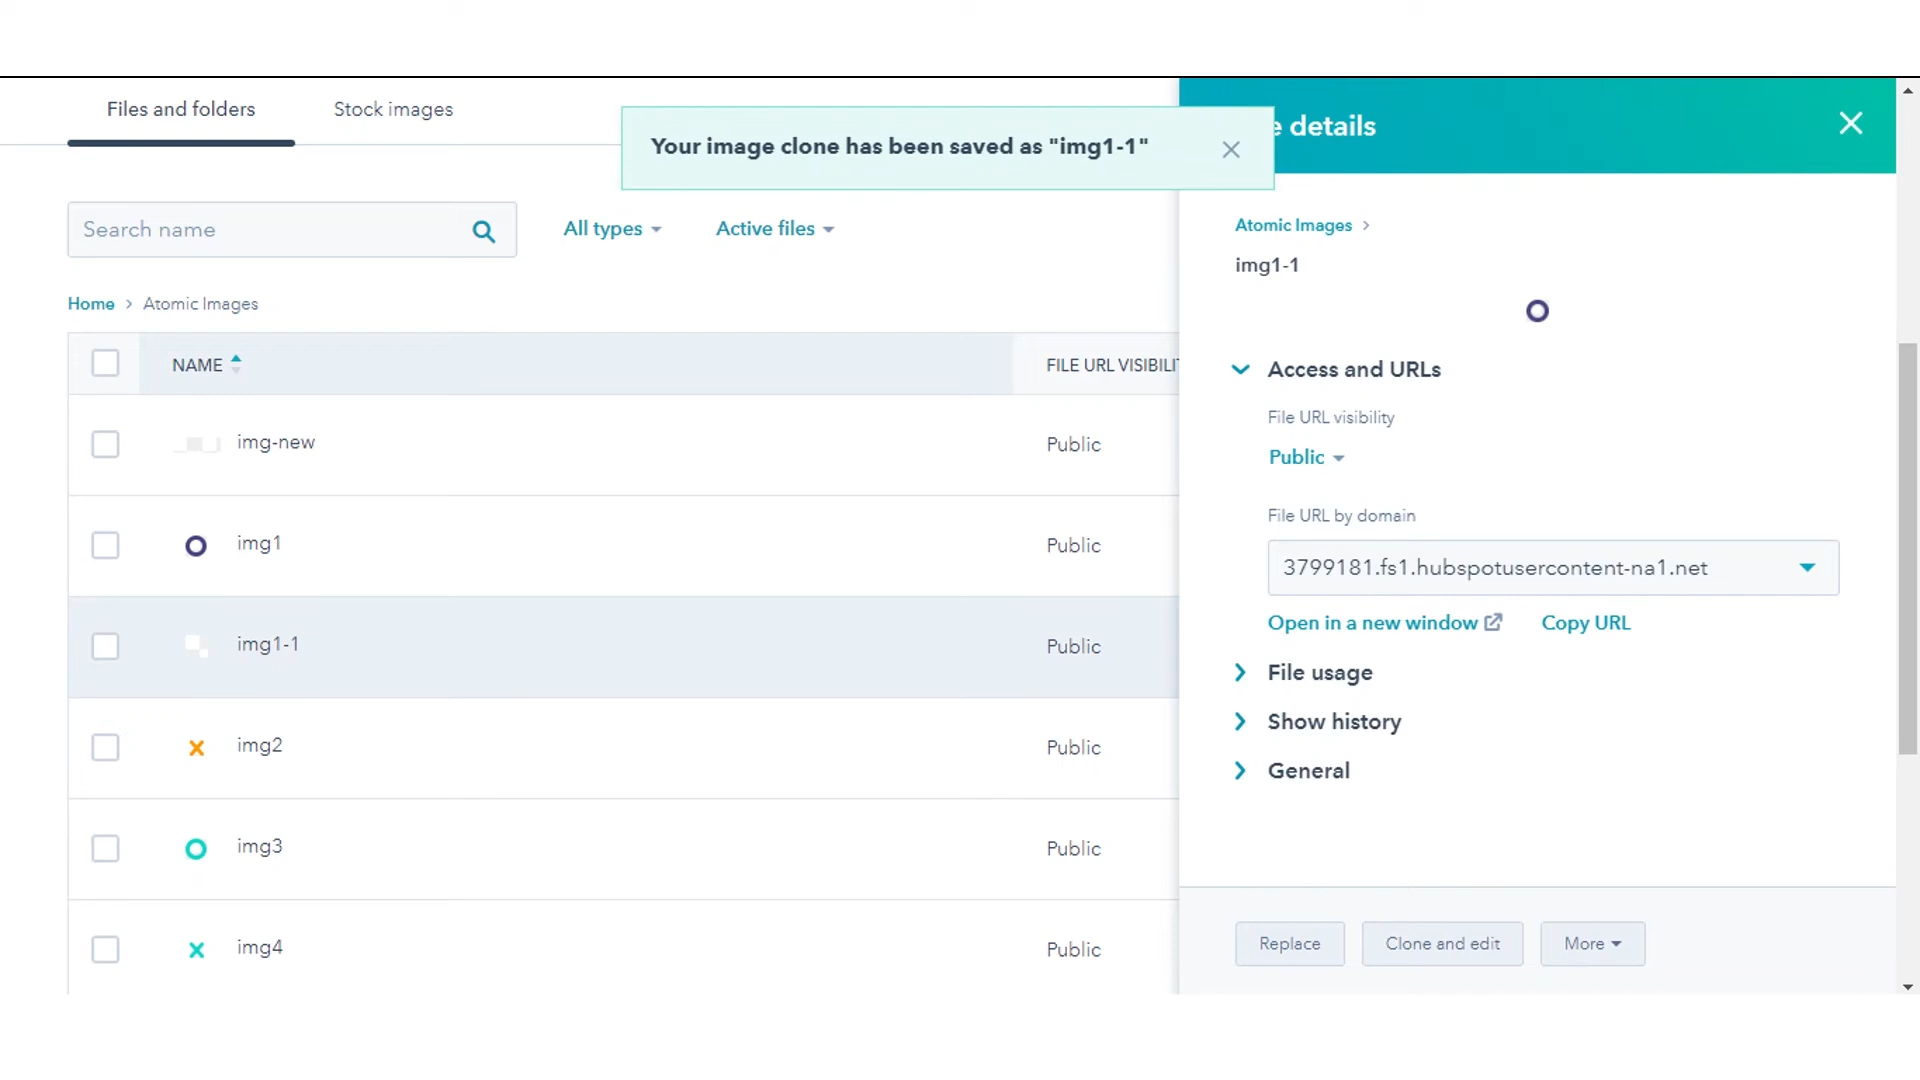 Files and folders
Stock images
Your image clone has been saved as "img1-1"
e details
Search name
All types
Active files
Home > Atomic Images
NAME
FILE URL VISIBILI
img-new
Public
img1
Public
img1-1
Public
img2
Public
img3
Public
img4
Public
Atomic Images >
img1-1
Access and URLs
File URL visibility
Public
File URL by domain
3799181.fs1.hubspotusercontent-na1.net
Open in a new window
Copy URL
File usage
Show history
General
Replace
Clone and edit
More